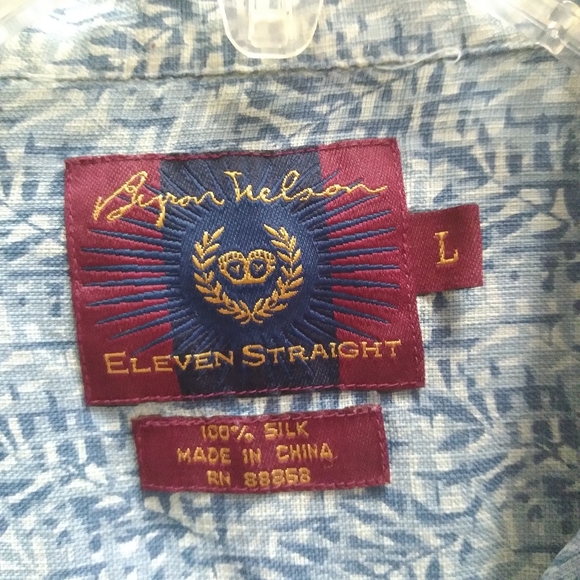 Byron Nelson
L
ELEVEN STRAIGHT
100% SILK
MADE IN CHINA
RN 88868